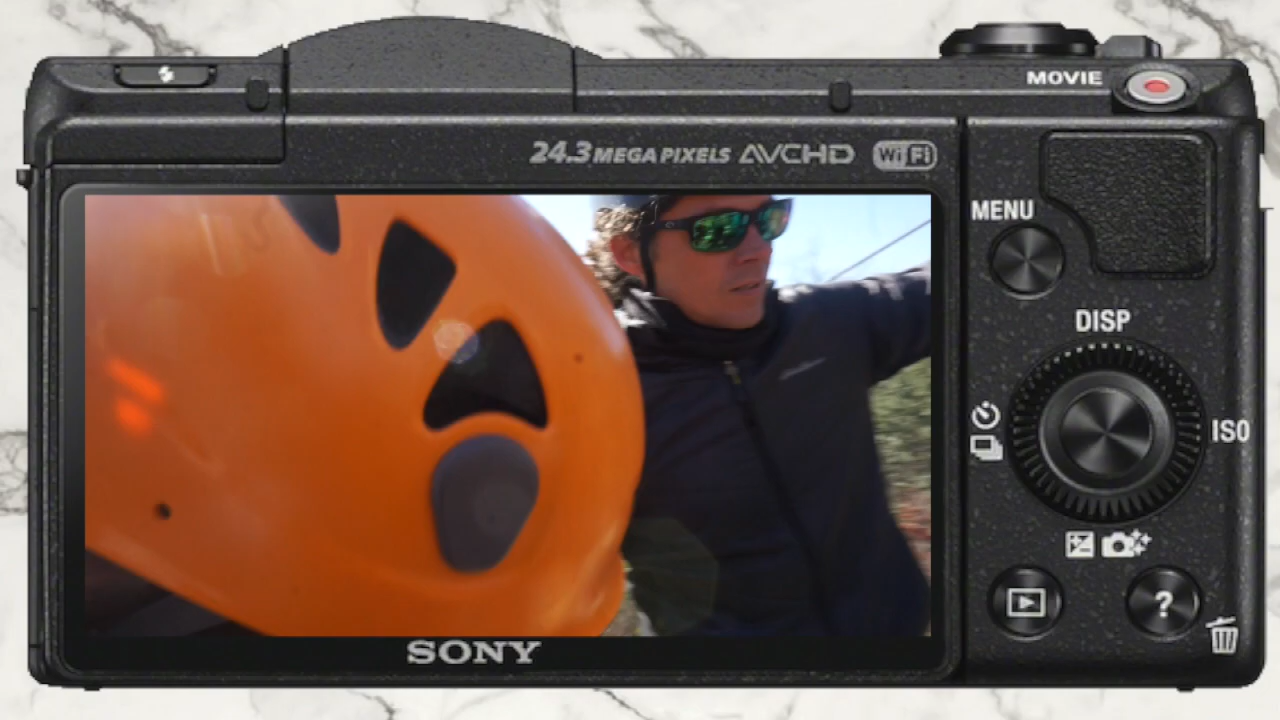 MOVIE
24.3 MEGA PIXELS AVCHD Wi Fi
MENU
DISP
ISO
?
SONY